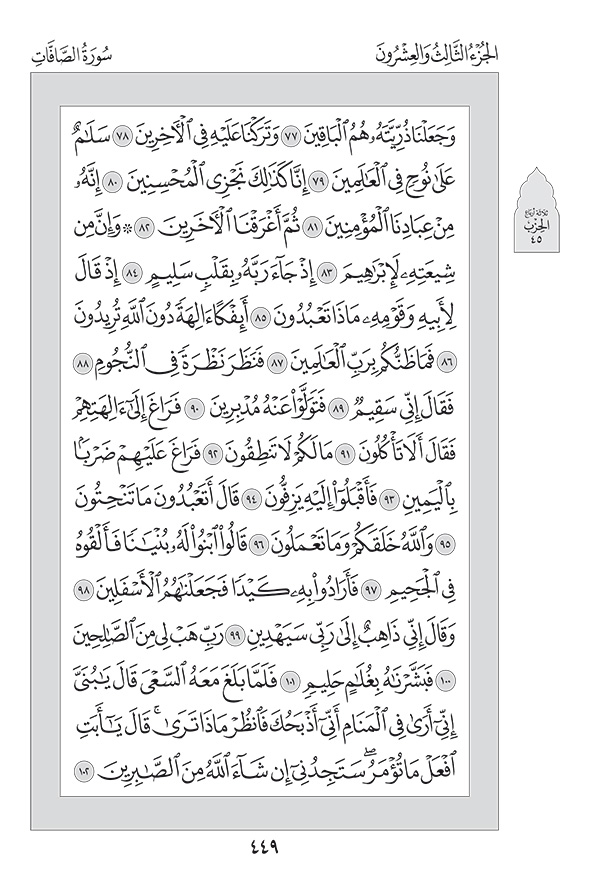 الجُزْءُ الثَّالِثُ وَالعِشْرُونَ
سُورَةُ الصَّافَّاتِ
وَجَعَلْنَا ذُرِّيَّتَهُۥ هُمُ ٱلْبَاقِينَ ٧٧ وَتَرَكْنَا عَلَيْهِ فِى ٱلْـَٔاخِرِينَ ٧٨ سَلَـٰمٌ
عَلَىٰ نُوحٍ فِى ٱلْعَـٰلَمِينَ ٧٩ إِنَّا كَذَٰلِكَ نَجْزِى ٱلْمُحْسِنِينَ ٨٠ إِنَّهُۥ
مِنْ عِبَادِنَا ٱلْمُؤْمِنِينَ ٨١ ثُمَّ أَغْرَقْنَا ٱلْـَٔاخَرِينَ ٨٢ ۞ وَإِنَّ مِن
شِيعَتِهِۦ لَإِبْرَٰهِيمَ ٨٣ إِذْ جَآءَ رَبَّهُۥ بِقَلْبٍ سَلِيمٍ ٨٤ إِذْ قَالَ
لِأَبِيهِ وَقَوْمِهِۦ مَاذَا تَعْبُدُونَ ٨٥ أَئِفْكًا ءَالِهَةً دُونَ ٱللَّهِ تُرِيدُونَ
٨٦ فَمَا ظَنُّكُم بِرَبِّ ٱلْعَـٰلَمِينَ ٨٧ فَنَظَرَ نَظْرَةً فِى ٱلنُّجُومِ ٨٨
فَقَالَ إِنِّى سَقِيمٌ ٨٩ فَتَوَلَّوْا۟ عَنْهُ مُدْبِرِينَ ٩٠ فَرَاغَ إِلَىٰٓ ءَالِهَتِهِمْ
فَقَالَ أَلَا تَأْكُلُونَ ٩١ مَا لَكُمْ لَا تَنطِقُونَ ٩٢ فَرَاغَ عَلَيْهِمْ ضَرْبًۢا
بِٱلْيَمِينِ ٩٣ فَأَقْبَلُوٓا۟ إِلَيْهِ يَزِفُّونَ ٩٤ قَالَ أَتَعْبُدُونَ مَا تَنْحِتُونَ
٩٥ وَٱللَّهُ خَلَقَكُمْ وَمَا تَعْمَلُونَ ٩٦ قَالُوا۟ ٱبْنُوا۟ لَهُۥ بُنْيَـٰنًا فَأَلْقُوهُ
فِى ٱلْجَحِيمِ ٩٧ فَأَرَادُوا۟ بِهِۦ كَيْدًا فَجَعَلْنَـٰهُمُ ٱلْأَسْفَلِينَ ٩٨
وَقَالَ إِنِّى ذَاهِبٌ إِلَىٰ رَبِّى سَيَهْدِينِ ٩٩ رَبِّ هَبْ لِى مِنَ ٱلصَّـٰلِحِينَ
١٠٠ فَبَشَّرْنَـٰهُ بِغُلَـٰمٍ حَلِيمٍ ١٠١ فَلَمَّا بَلَغَ مَعَهُ ٱلسَّعْىَ قَالَ يَـٰبُنَىَّ
إِنِّىٓ أَرَىٰ فِى ٱلْمَنَامِ أَنِّىٓ أَذْبَحُكَ فَٱنظُرْ مَاذَا تَرَىٰ ۚ قَالَ يَـٰٓأَبَتِ
ٱفْعَلْ مَا تُؤْمَرُ ۖ سَتَجِدُنِىٓ إِن شَآءَ ٱللَّهُ مِنَ ٱلصَّـٰبِرِينَ ١٠٢
ثلاثة أرباع
الحزب
٤٥
٤٤٩